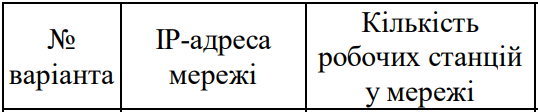 №
варіанта
IP-адреса
мережі
Кількість
робочих станцій
у мережі